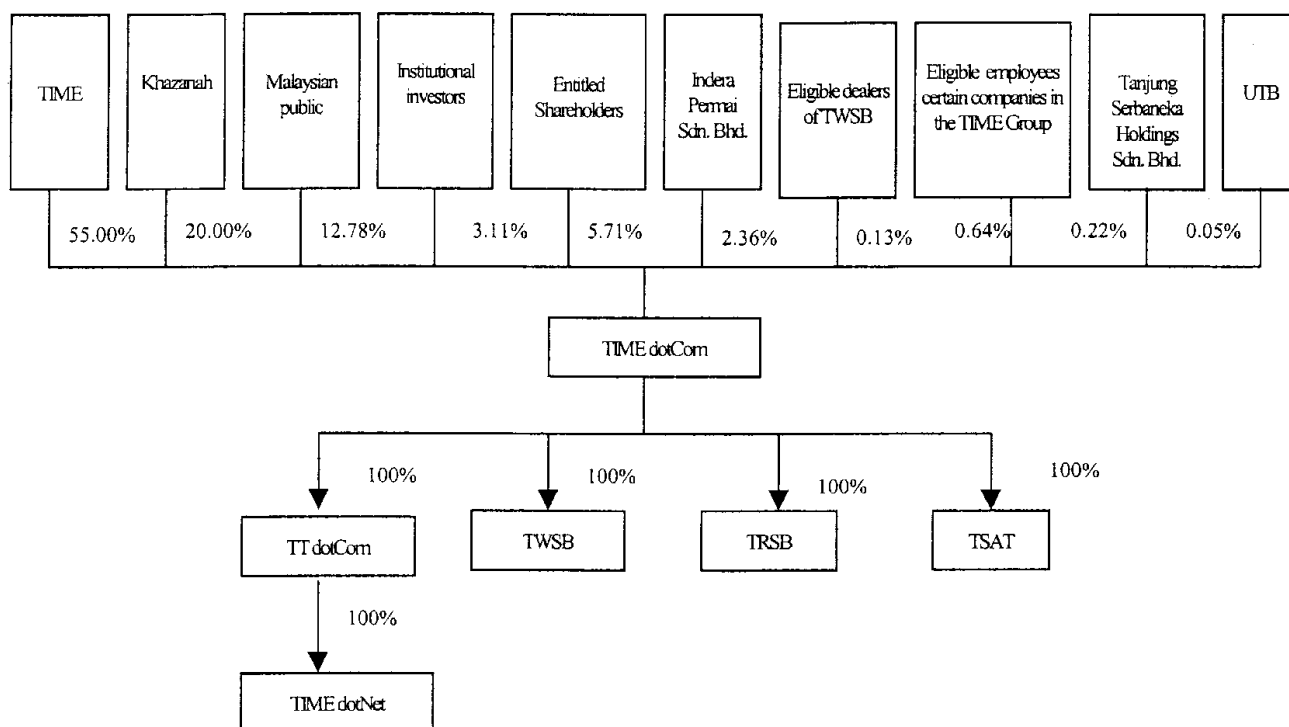 TIME
Khazanah
Malaysian
public
Institutional
investors
Entitled
Shareholders
Indera
Permai
Sdn. Bhd.
Eligible dealers
of TWSB
Eligible employees
certain companies in
the TIME Group
Tanjung
Serbaneka
Holdings
Sdn. Bhd.
UTB
55.00%
20.00%
12.78%
3.11%
5.71%
2.36%
0.13%
0.64%
0.22%
0.05%
TIME dotCom
100%
100%
100%
100%
TT dotCom
TWSB
TRSB
TSAT
100%
TIME dotNet